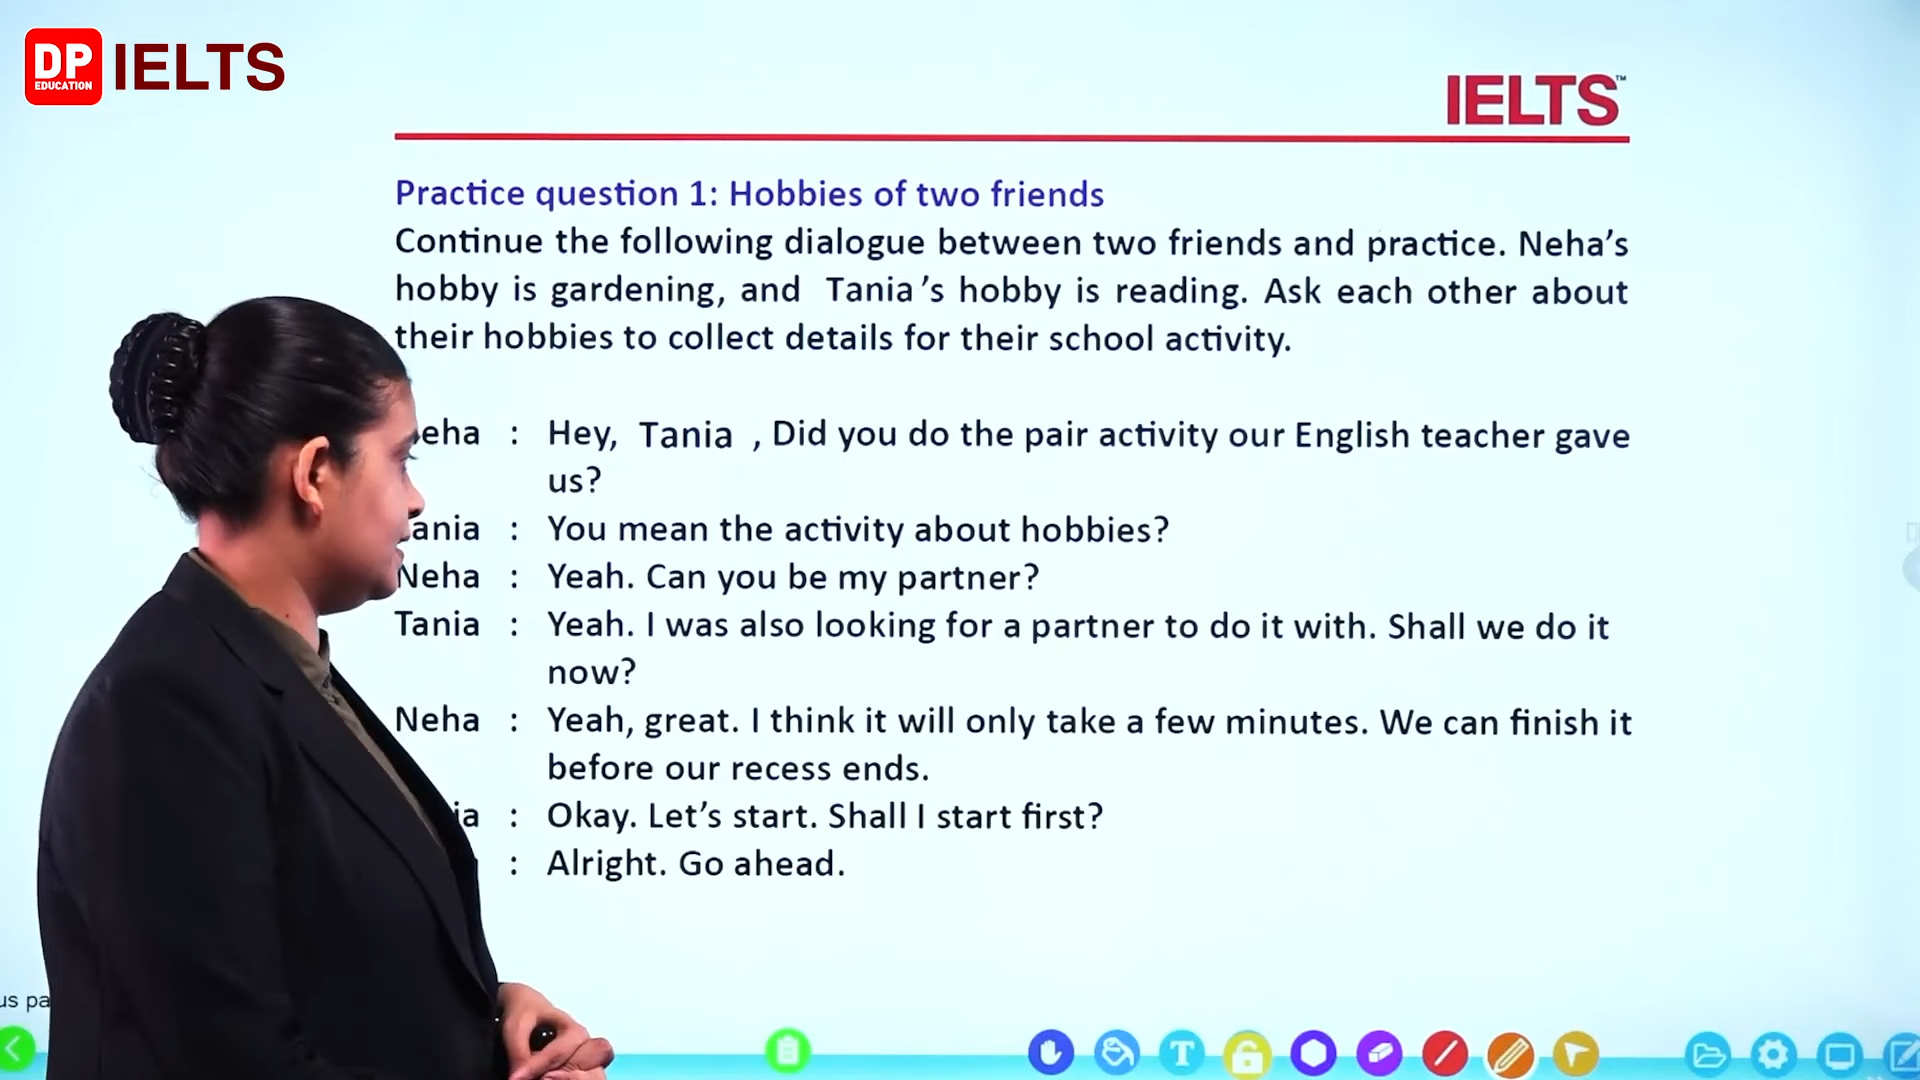 DP
EDUCATION
IELTS
IELTS™
Practice question 1: Hobbies of two friends
Continue the following dialogue between two friends and practice. Neha’s
hobby is gardening, and Tania’s hobby is reading. Ask each other about
their hobbies to collect details for their school activity.
eha : Hey, Tania , Did you do the pair activity our English teacher gave
us?
ania : You mean the activity about hobbies?
Neha : Yeah. Can you be my partner?
Tania : Yeah. I was also looking for a partner to do it with. Shall we do it
now?
Neha : Yeah, great. I think it will only take a few minutes. We can finish it
before our recess ends.
ia : Okay. Let’s start. Shall I start first?
: Alright. Go ahead.
us pa
T